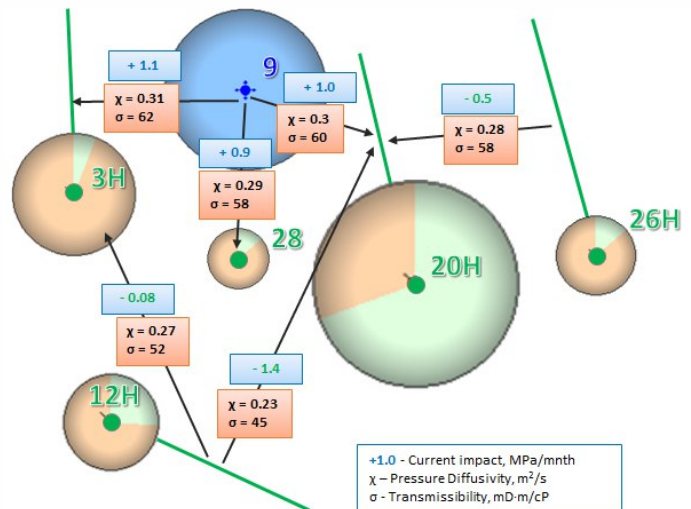 + 1.1
9
χ = 0.31
σ = 62
+ 1.0
- 0.5
χ = 0.3
σ = 60
χ = 0.28
σ = 58
+ 0.9
3H
χ = 0.29
σ = 58
28
26H
20H
- 0.08
χ = 0.27
σ = 52
- 1.4
12H
χ = 0.23
σ = 45
+1.0 - Current impact, MPa/mnth
χ – Pressure Diffusivity, m²/s
σ - Transmissibility, mD·m/cP